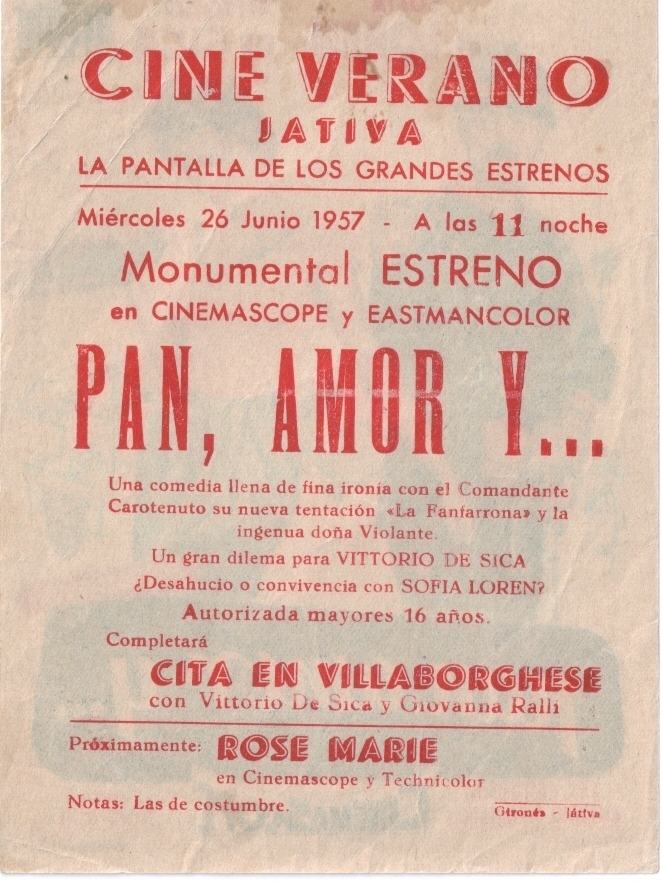 CINE VERANO
JATIVA
LA PANTALLA DE LOS GRANDES ESTRENOS
Miércoles 26 Junio 1957 - A las 11 noche
Monumental ESTRENO
en CINEMASCOPE y EASTMANCOLOR
PAN, AMOR Y...
Una comedia llena de fina ironía con el Comandante
Carotenuto su nueva tentación «La Fanfarrona» y la
ingenua doña Violante.
Un gran dilema para VITTORIO DE SICA
¿Desahucio o convivencia con SOFIA LOREN?
Autorizada mayores 16 años.
Completará
CITA EN VILLABORGHESE
con Vittorio De Sica y Giovanna Ralli
Próximamente: ROSE MARIE
en Cinemascope y Technicolor
Notas: Las de costumbre.
Gironés - Játiva